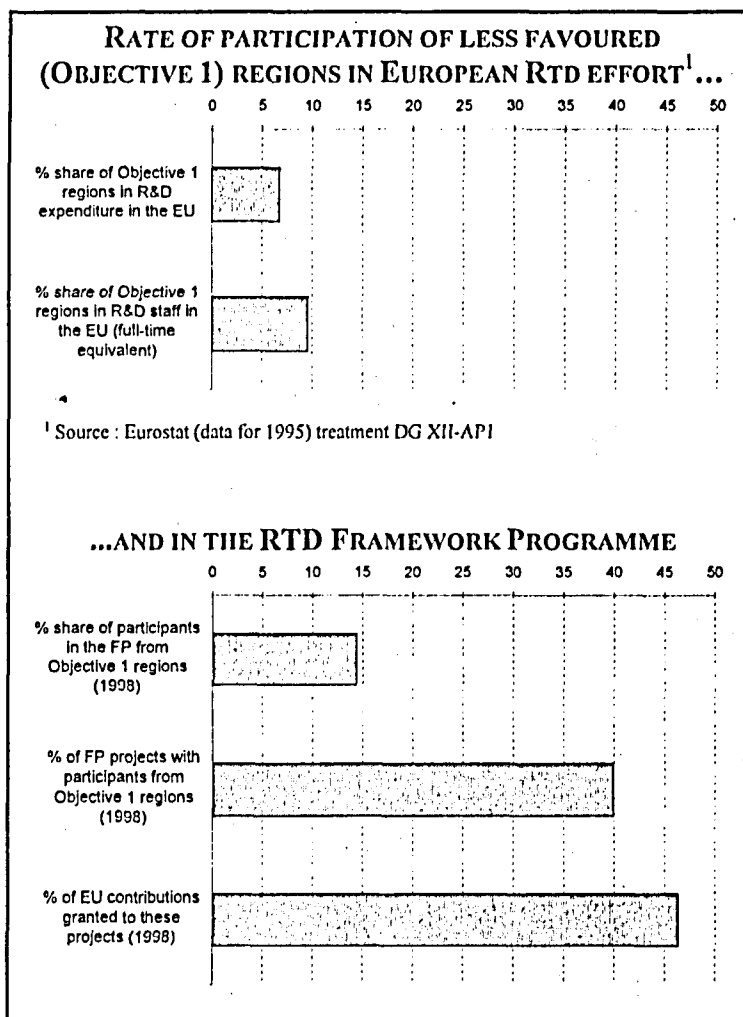 RATE OF PARTICIPATION OF LESS FAVOURED
(OBJECTIVE 1) REGIONS IN EUROPEAN RTD EFFORT¹...
0 5 10 15 20 25 30 35 40 45 50
% share of Objective 1
regions in R&D
expenditure in the EU
% share of Objective 1
regions in R&D staff in
the EU (full-time
equivalent)
¹ Source : Eurostat (data for 1995) treatment DG XII-AP1
...AND IN THE RTD FRAMEWORK PROGRAMME
0 5 10 15 20 25 30 35 40 45 50
% share of participants
in the FP from
Objective 1 regions
(1998)
% of FP projects with
participants from
Objective 1 regions
(1998)
% of EU contributions
granted to these
projects (1998)